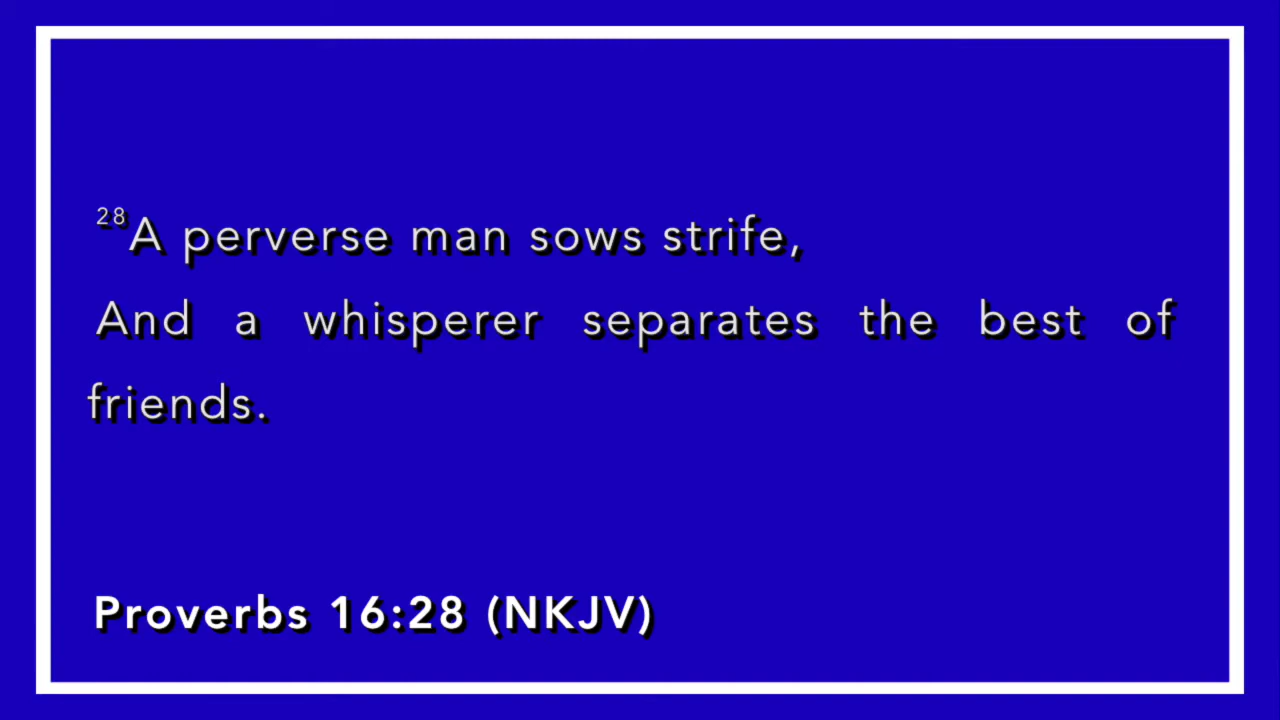 28A perverse man sows strife,
And a whisperer separates the best of
friends.
Proverbs 16:28 (NKJV)